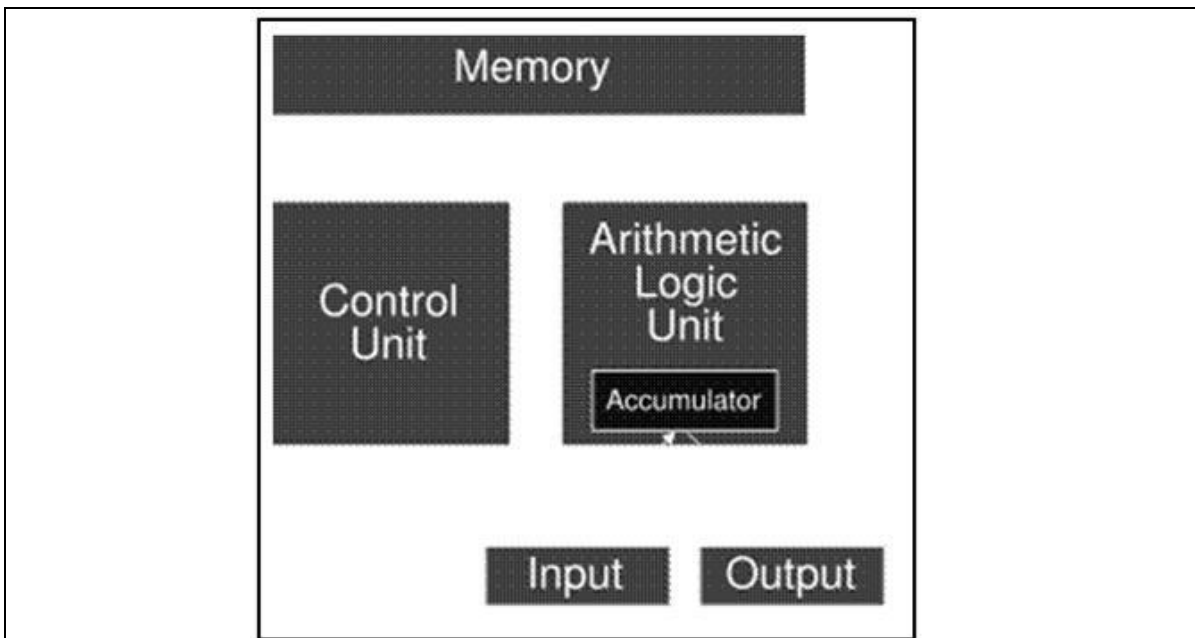 Memory
Control
Unit
Arithmetic
Logic
Unit
Accumulator
Input
Output